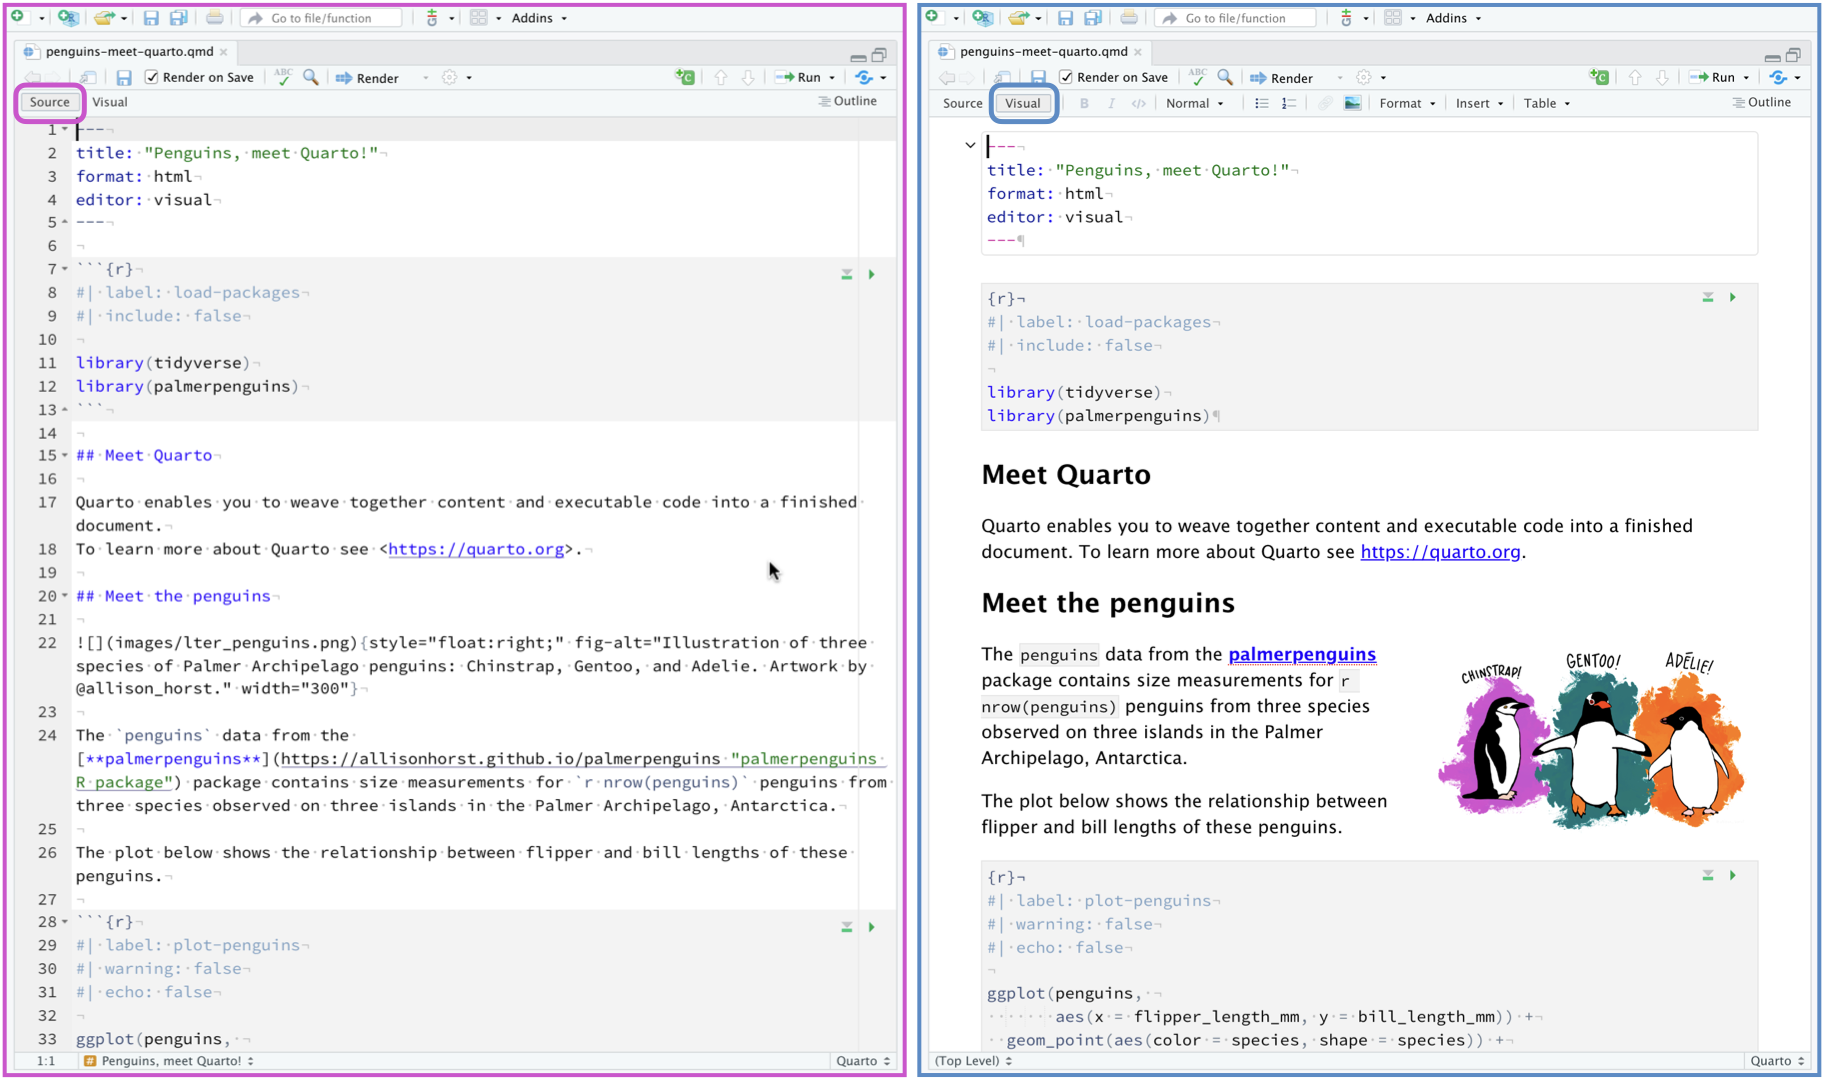 Go to file/function
Addins
penguins-meet-quarto.qmd
Render on Save
ABC
Render
Run
Source
Visual
Outline
1 ---
2 title: "Penguins, meet Quarto!"
3 format: html
4 editor: visual
5 ---
6
7 ```{r}
8 #| label: load-packages
9 #| include: false
10
11 library(tidyverse)
12 library(palmerpenguins)
13 ```
14
15 ## Meet Quarto
16
17 Quarto enables you to weave together content and executable code into a finished
document.
18 To learn more about Quarto see <https://quarto.org>.
19
20 ## Meet the penguins
21
22 ![](images/lter_penguins.png){style="float:right;" fig-alt="Illustration of three
species of Palmer Archipelago penguins: Chinstrap, Gentoo, and Adelie. Artwork by
@allison_horst." width="300"}
23
24 The `penguins` data from the
[**palmerpenguins**](https://allisonhorst.github.io/palmerpenguins "palmerpenguins
R package") package contains size measurements for `r nrow(penguins)` penguins from
three species observed on three islands in the Palmer Archipelago, Antarctica.
25
26 The plot below shows the relationship between flipper and bill lengths of these
penguins.
27
28 ```{r}
29 #| label: plot-penguins
30 #| warning: false
31 #| echo: false
32
33 ggplot(penguins,
1:1
# Penguins, meet Quarto!
Quarto
Go to file/function
Addins
penguins-meet-quarto.qmd
Render on Save
ABC
Render
Run
Source
Visual
B I </> Normal
Format
Insert
Table
Outline
---
title: "Penguins, meet Quarto!"
format: html
editor: visual
---
{r}
#| label: load-packages
#| include: false
library(tidyverse)
library(palmerpenguins)
Meet Quarto
Quarto enables you to weave together content and executable code into a finished
document. To learn more about Quarto see https://quarto.org.
Meet the penguins
The penguins data from the palmerpenguins
package contains size measurements for r
nrow(penguins) penguins from three species
observed on three islands in the Palmer
Archipelago, Antarctica.
CHINSTRAP!
GENTOO!
ADÉLIE!
The plot below shows the relationship between
flipper and bill lengths of these penguins.
{r}
#| label: plot-penguins
#| warning: false
#| echo: false
ggplot(penguins,
aes(x = flipper_length_mm, y = bill_length_mm)) +
geom_point(aes(color = species, shape = species)) +
(Top Level)
Quarto